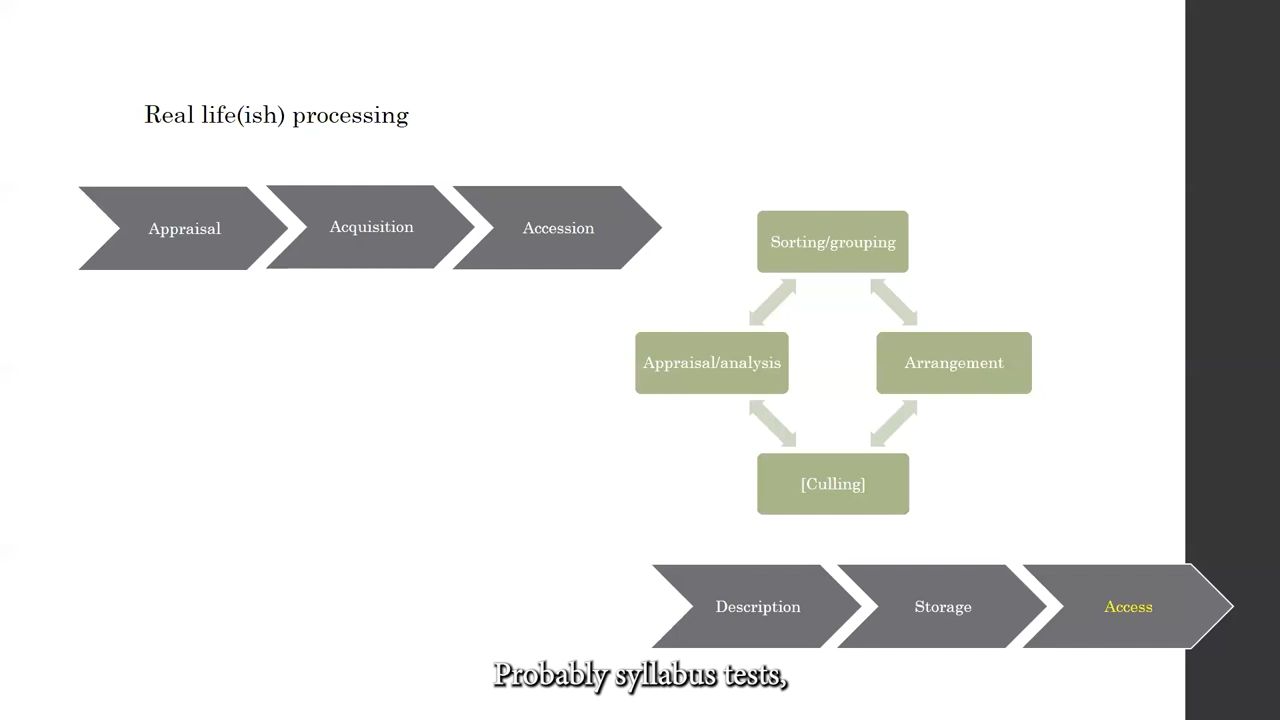 Real life(ish) processing
Appraisal
Acquisition
Accession
Sorting/grouping
Appraisal/analysis
Arrangement
[Culling]
Description
Storage
Access
Probably syllabus tests,